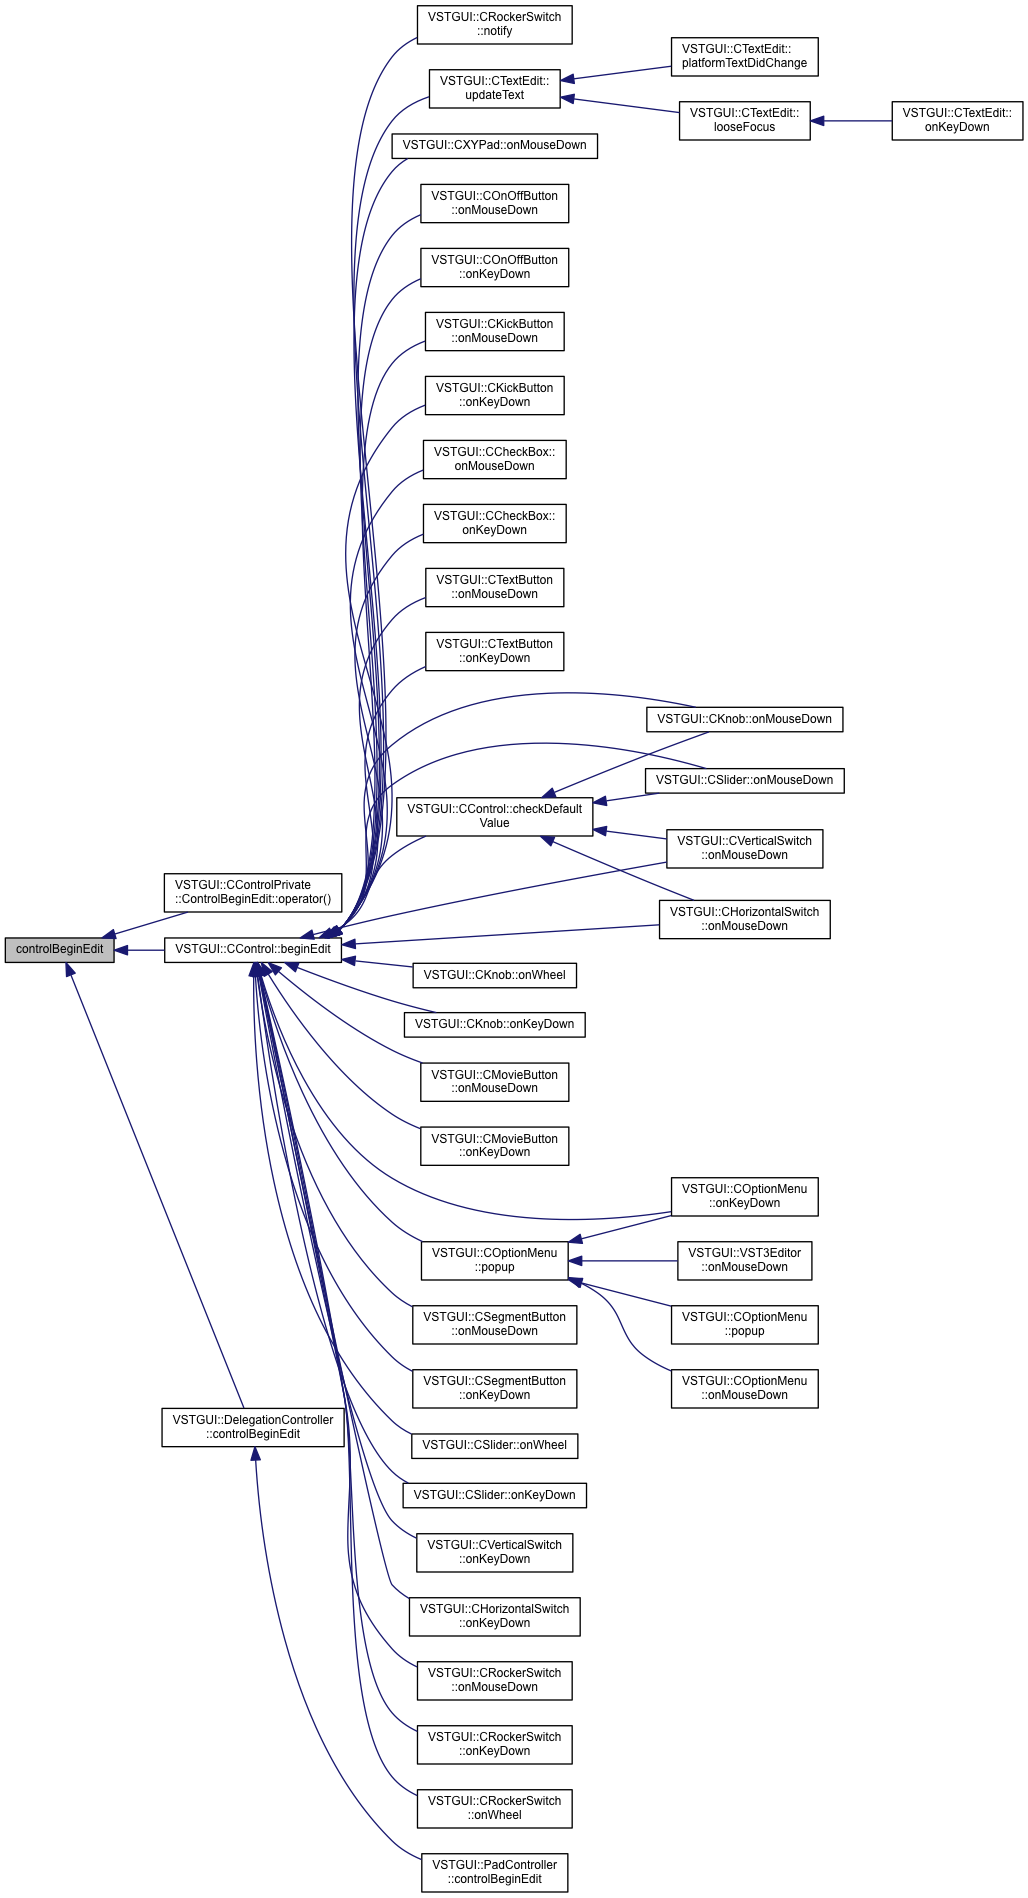 VSTGUI::CRockerSwitch
::notify
VSTGUI::CTextEdit::
updateText
VSTGUI::CTextEdit::
platformTextDidChange
VSTGUI::CTextEdit::
looseFocus
VSTGUI::CTextEdit::
onKeyDown
VSTGUI::CXYPad::onMouseDown
VSTGUI::COnOffButton
::onMouseDown
VSTGUI::COnOffButton
::onKeyDown
VSTGUI::CKickButton
::onMouseDown
VSTGUI::CKickButton
::onKeyDown
VSTGUI::CCheckBox::
onMouseDown
VSTGUI::CCheckBox::
onKeyDown
VSTGUI::CTextButton
::onMouseDown
VSTGUI::CTextButton
::onKeyDown
VSTGUI::CKnob::onMouseDown
VSTGUI::CSlider::onMouseDown
VSTGUI::CControl::checkDefault
Value
VSTGUI::CVerticalSwitch
::onMouseDown
VSTGUI::CControlPrivate
::ControlBeginEdit::operator()
VSTGUI::CHorizontalSwitch
::onMouseDown
controlBeginEdit
VSTGUI::CControl::beginEdit
VSTGUI::CKnob::onWheel
VSTGUI::CKnob::onKeyDown
VSTGUI::CMovieButton
::onMouseDown
VSTGUI::CMovieButton
::onKeyDown
VSTGUI::COptionMenu
::onKeyDown
VSTGUI::COptionMenu
::popup
VSTGUI::VST3Editor
::onMouseDown
VSTGUI::CSegmentButton
::onMouseDown
VSTGUI::COptionMenu
::popup
VSTGUI::CSegmentButton
::onKeyDown
VSTGUI::COptionMenu
::onMouseDown
VSTGUI::DelegationController
::controlBeginEdit
VSTGUI::CSlider::onWheel
VSTGUI::CSlider::onKeyDown
VSTGUI::CVerticalSwitch
::onKeyDown
VSTGUI::CHorizontalSwitch
::onKeyDown
VSTGUI::CRockerSwitch
::onMouseDown
VSTGUI::CRockerSwitch
::onKeyDown
VSTGUI::CRockerSwitch
::onWheel
VSTGUI::PadController
::controlBeginEdit